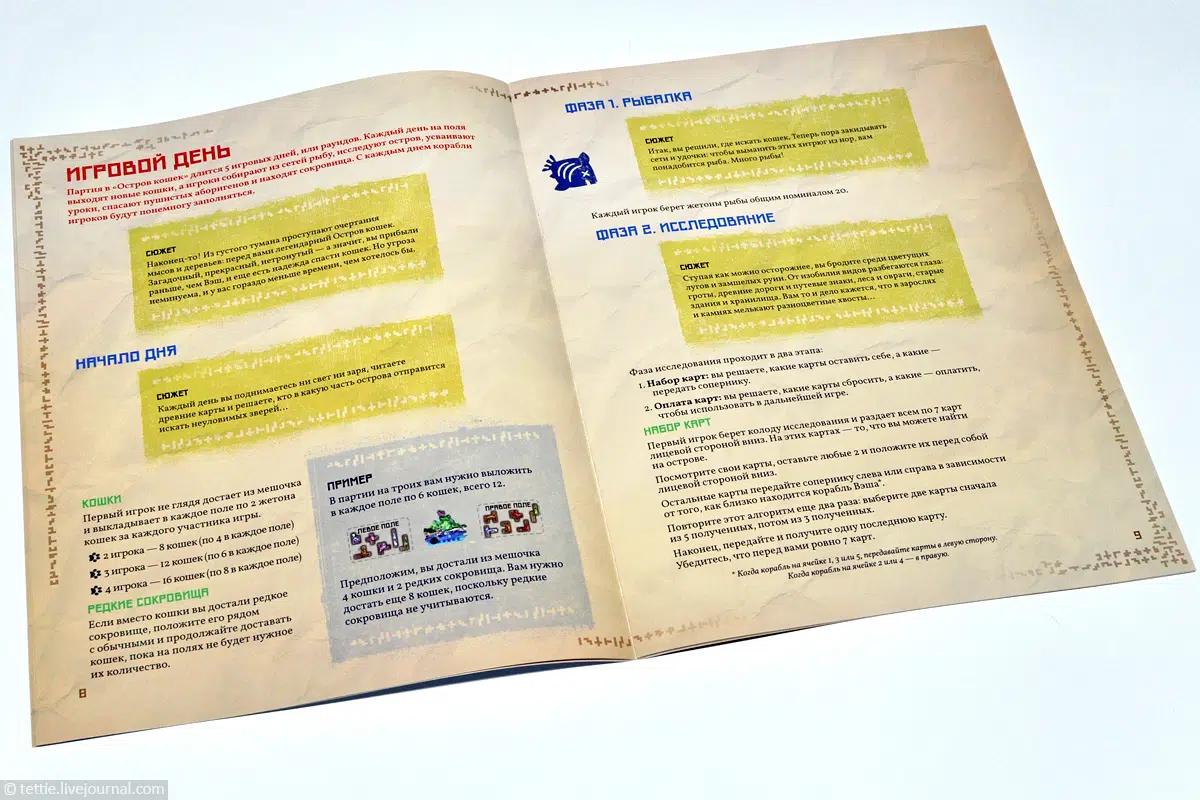 ИГРОВОЙ ДЕНЬ
Партия в «Остров кошек» длится 5 игровых дней, или раундов. Каждый день на поля
выходят новые кошки, а игроки собирают из сетей рыбу, исследуют остров, усваивают
уроки, спасают пушистых аборигенов и находят сокровища. С каждым днем корабли
игроков будут понемногу заполняться.
СЮЖЕТ
Наконец-то! Из густого тумана проступают очертания
мысов и деревьев: перед вами легендарный Остров кошек.
Загадочный, прекрасный, нетронутый — а значит, вы прибыли
раньше, чем Вэш, и еще есть надежда спасти кошек. Но угроза
неминуема, и у вас гораздо меньше времени, чем хотелось бы.
НАЧАЛО ДНЯ
СЮЖЕТ
Каждый день вы поднимаетесь ни свет ни заря, читаете
древние карты и решаете, кто в какую часть острова отправится
искать неуловимых зверей...
КОШКИ
Первый игрок не глядя достает из мешочка
и выкладывает в каждое поле по 2 жетона
кошек за каждого участника игры.
2 игрока — 8 кошек (по 4 в каждое поле)
3 игрока — 12 кошек (по 6 в каждое поле)
4 игрока — 16 кошек (по 8 в каждое поле)
РЕДКИЕ СОКРОВИЩА
Если вместо кошки вы достали редкое
сокровище, положите его рядом
с обычными и продолжайте доставать
кошек, пока на полях не будет нужное
их количество.
ПРИМЕР
В партии на троих вам нужно выложить
в каждое поле по 6 кошек, всего 12.
ЛЕВОЕ ПОЛЕ
ПРАВОЕ ПОЛЕ
Предположим, вы достали из мешочка
4 кошки и 2 редких сокровища. Вам нужно
достать еще 8 кошек, поскольку редкие
сокровища не учитываются.
8
ФАЗА 1. РЫБАЛКА
СЮЖЕТ
Итак, вы решили, где искать кошек. Теперь пора закидывать
сети и удочки: чтобы выманить этих хитрюг из нор, вам
понадобится рыба. Много рыбы!
Каждый игрок берет жетоны рыбы общим номиналом 20.
ФАЗА 2. ИССЛЕДОВАНИЕ
СЮЖЕТ
Ступая как можно осторожнее, вы бродите среди цветущих
лугов и замшелых руин. От изобилия видов разбегаются глаза:
гроты, древние дороги и путевые знаки, леса и овраги, старые
здания и хранилища. Вам то и дело кажется, что в зарослях
и камнях мелькают разноцветные хвосты...
Фаза исследования проходит в два этапа:
1. Набор карт: вы решаете, какие карты оставить себе, а какие —
передать сопернику.
2. Оплата карт: вы решаете, какие карты сбросить, а какие — оплатить,
чтобы использовать в дальнейшей игре.
НАБОР КАРТ
Первый игрок берет колоду исследования и раздает всем по 7 карт
лицевой стороной вниз. На этих картах — то, что вы можете найти
на острове.
Посмотрите свои карты, оставьте любые 2 и положите их перед собой
лицевой стороной вниз.
Остальные карты передайте сопернику слева или справа в зависимости
от того, как близко находится корабль Вэша*.
Повторите этот алгоритм еще два раза: выберите две карты сначала
из 5 полученных, потом из 3 полученных.
Наконец, передайте и получите одну последнюю карту.
Убедитесь, что перед вами ровно 7 карт.
* Когда корабль на ячейке 1, 3 или 5, передавайте карты в левую сторону.
Когда корабль на ячейке 2 или 4 — в правую.
9
© tettie.livejournal.com